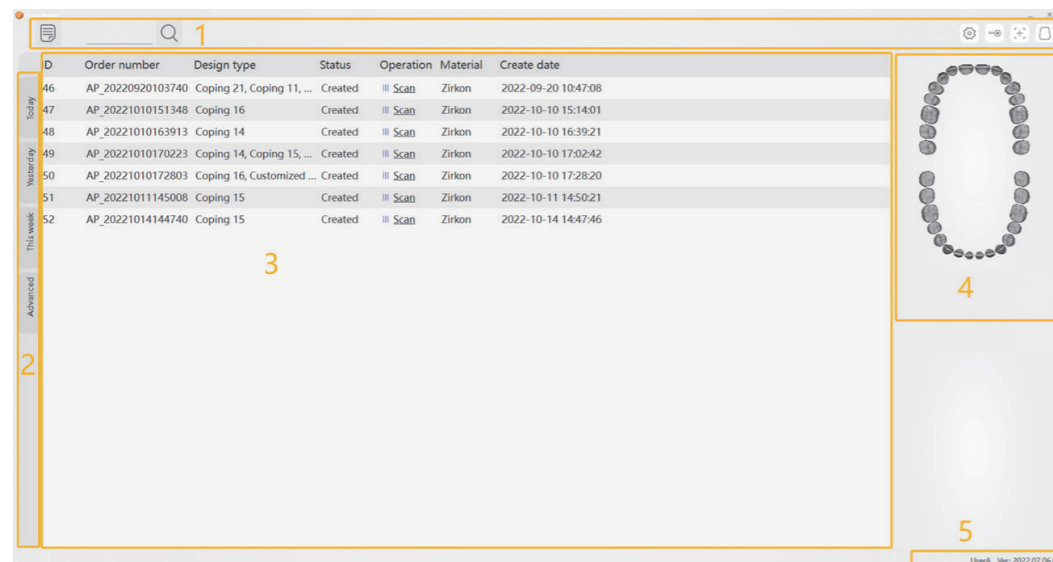 1
ID Order number Design type Status Operation Material Create date
46 AP_20220920103740 Coping 21, Coping 11, ... Created Scan Zirkon 2022-09-20 10:47:08
47 AP_20221010151348 Coping 16 Created Scan Zirkon 2022-10-10 15:14:01
48 AP_20221010163913 Coping 14 Created Scan Zirkon 2022-10-10 16:39:21
49 AP_20221010170223 Coping 14, Coping 15, ... Created Scan Zirkon 2022-10-10 17:02:42
50 AP_20221010172803 Coping 16, Customized ... Created Scan Zirkon 2022-10-10 17:28:20
51 AP_20221011145008 Coping 15 Created Scan Zirkon 2022-10-11 14:50:21
52 AP_20221014144740 Coping 15 Created Scan Zirkon 2022-10-14 14:47:46
Today
Yesterday
This week
Advanced
2
3
4
5
UserA Ver: 2022.07.06